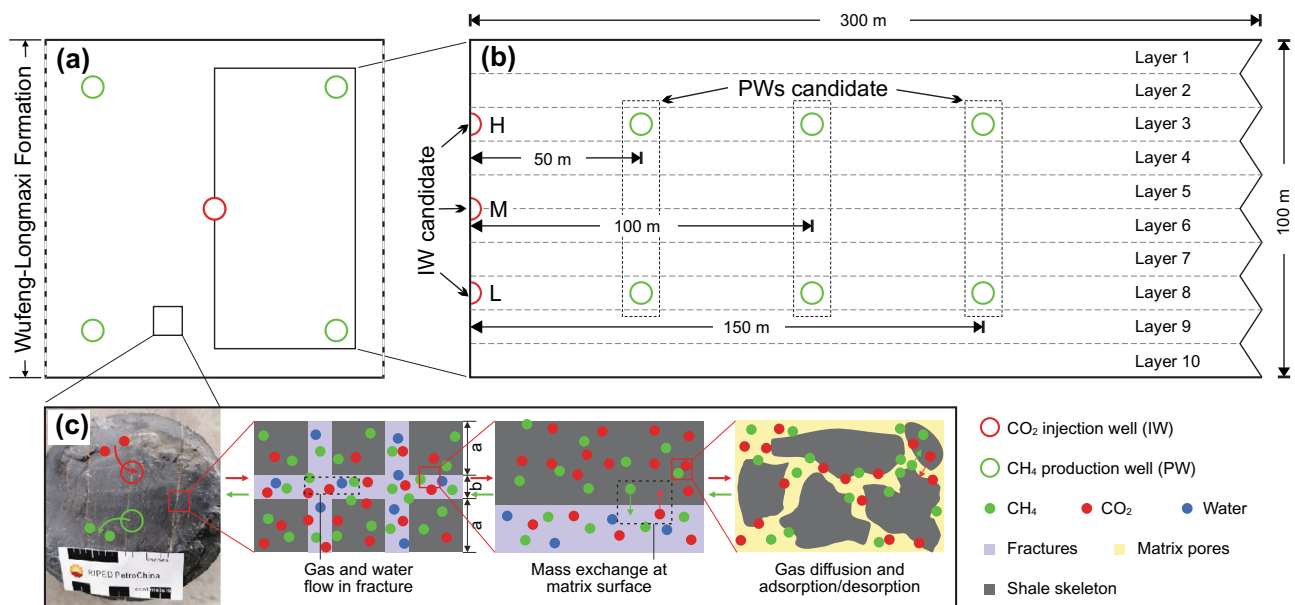 300 m
(a)
(b)
Wufeng-Longmaxi Formation
Layer 1
Layer 2
PWs candidate
H
Layer 3
50 m
Layer 4
IW candidate
Layer 5
M
100 m
Layer 6
100 m
Layer 7
L
Layer 8
150 m
Layer 9
Layer 10
(c)
a
b
a
inches
RIPED PetroChina
centimeters
Gas and water
flow in fracture
Mass exchange at
matrix surface
Gas diffusion and
adsorption/desorption
CO₂ injection well (IW)
CH₄ production well (PW)
CH₄
CO₂
Water
Fractures
Matrix pores
Shale skeleton